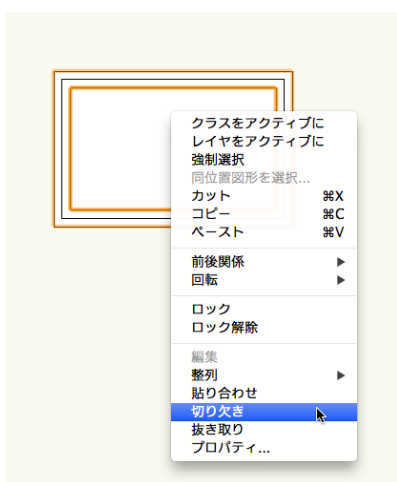 クラスをアクティブに
レイヤをアクティブに
強制選択
同位置図形を選択...
カット ⌘X
コピー ⌘C
ペースト ⌘V
前後関係 ▶
回転 ▶
ロック
ロック解除
編集
整列 ▶
貼り合わせ
切り欠き
抜き取り
プロパティ...